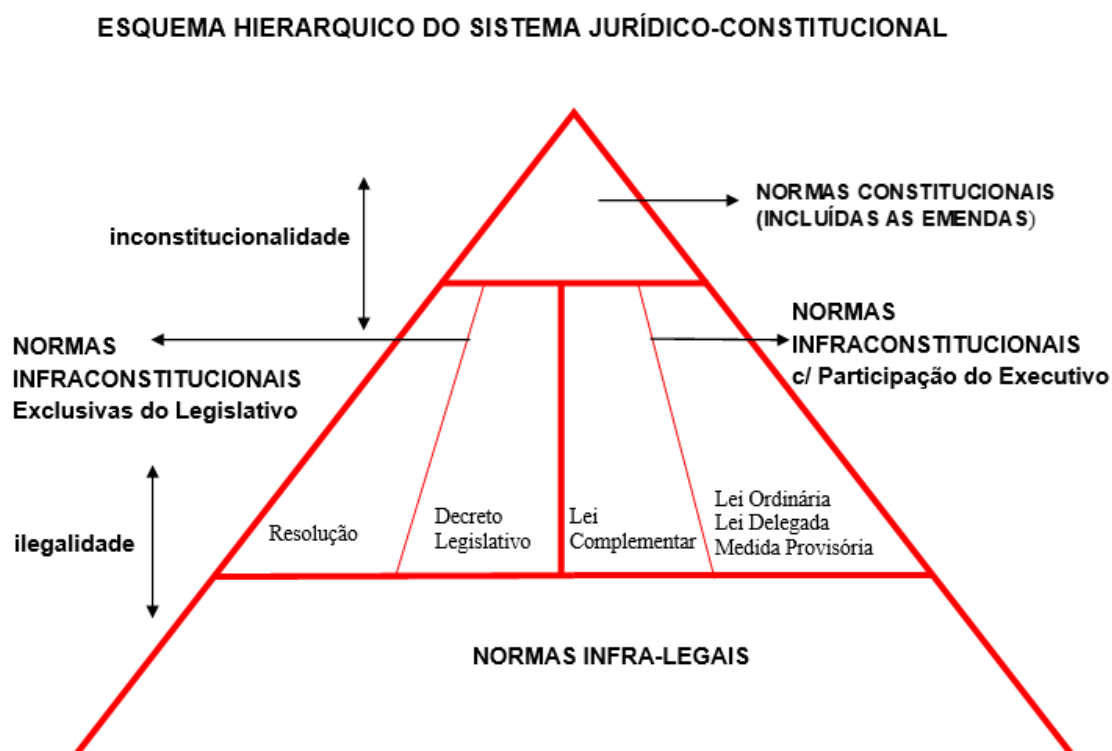 ESQUEMA HIERARQUICO DO SISTEMA JURÍDICO-CONSTITUCIONAL
NORMAS CONSTITUCIONAIS
(INCLUÍDAS AS EMENDAS)
inconstitucionalidade
NORMAS
INFRACONSTITUCIONAIS
Exclusivas do Legislativo
NORMAS
INFRACONSTITUCIONAIS
c/ Participação do Executivo
ilegalidade
Resolução
Decreto
Legislativo
Lei
Complementar
Lei Ordinária
Lei Delegada
Medida Provisória
NORMAS INFRA-LEGAIS